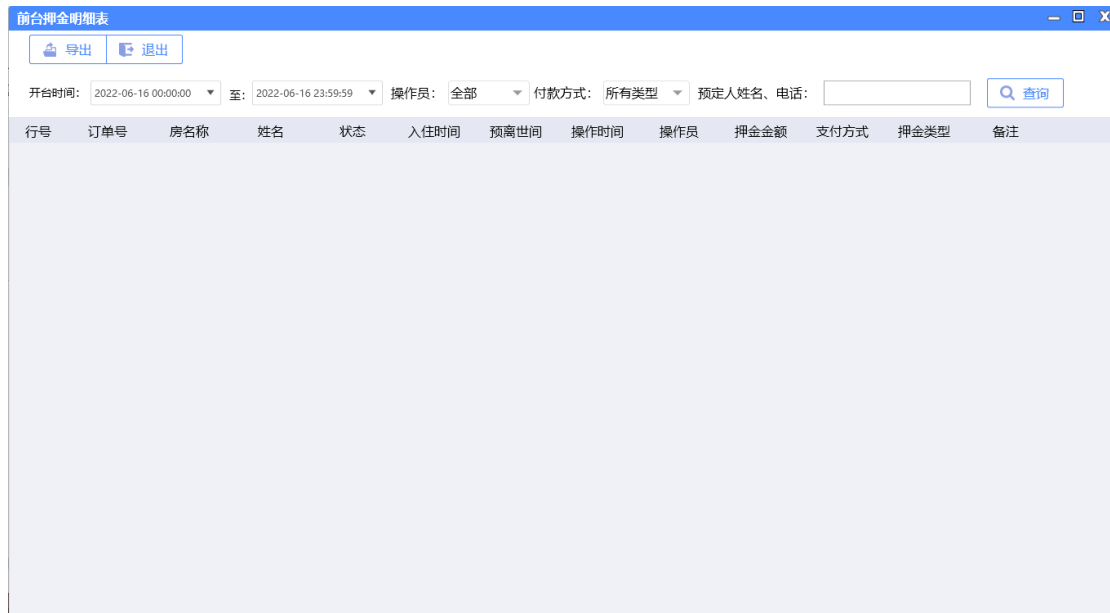 前台押金明细表
导出 退出
开台时间: 2022-06-16 00:00:00 至: 2022-06-16 23:59:59 操作员: 全部 付款方式: 所有类型 预定人姓名、电话: 查询
行号 订单号 房名称 姓名 状态 入住时间 预离世间 操作时间 操作员 押金金额 支付方式 押金类型 备注